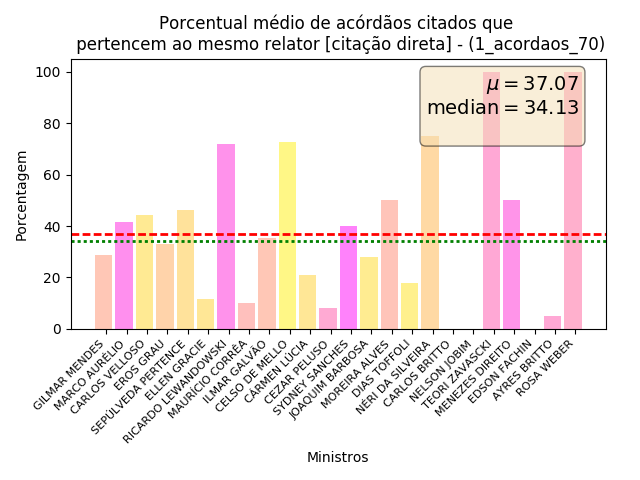 Porcentual médio de acórdãos citados que
pertencem ao mesmo relator [citação direta] - (1_acordaos_70)
μ = 37.07
median = 34.13
Porcentagem
100
80
60
40
20
0
GILMAR MENDES
MARCO AURÉLIO
CARLOS VELLOSO
EROS GRAU
SEPÚLVEDA PERTENCE
ELLEN GRACIE
RICARDO LEWANDOWSKI
MAURÍCIO CORRÊA
ILMAR GALVÃO
CELSO DE MELLO
CÁRMEN LÚCIA
CEZAR PELUSO
SYDNEY SANCHES
JOAQUIM BARBOSA
MOREIRA ALVES
DIAS TOFFOLI
NÉRI DA SILVEIRA
CARLOS BRITTO
NELSON JOBIM
TEORI ZAVASCKI
MENEZES DIREITO
EDSON FACHIN
AYRES BRITTO
ROSA WEBER
Ministros